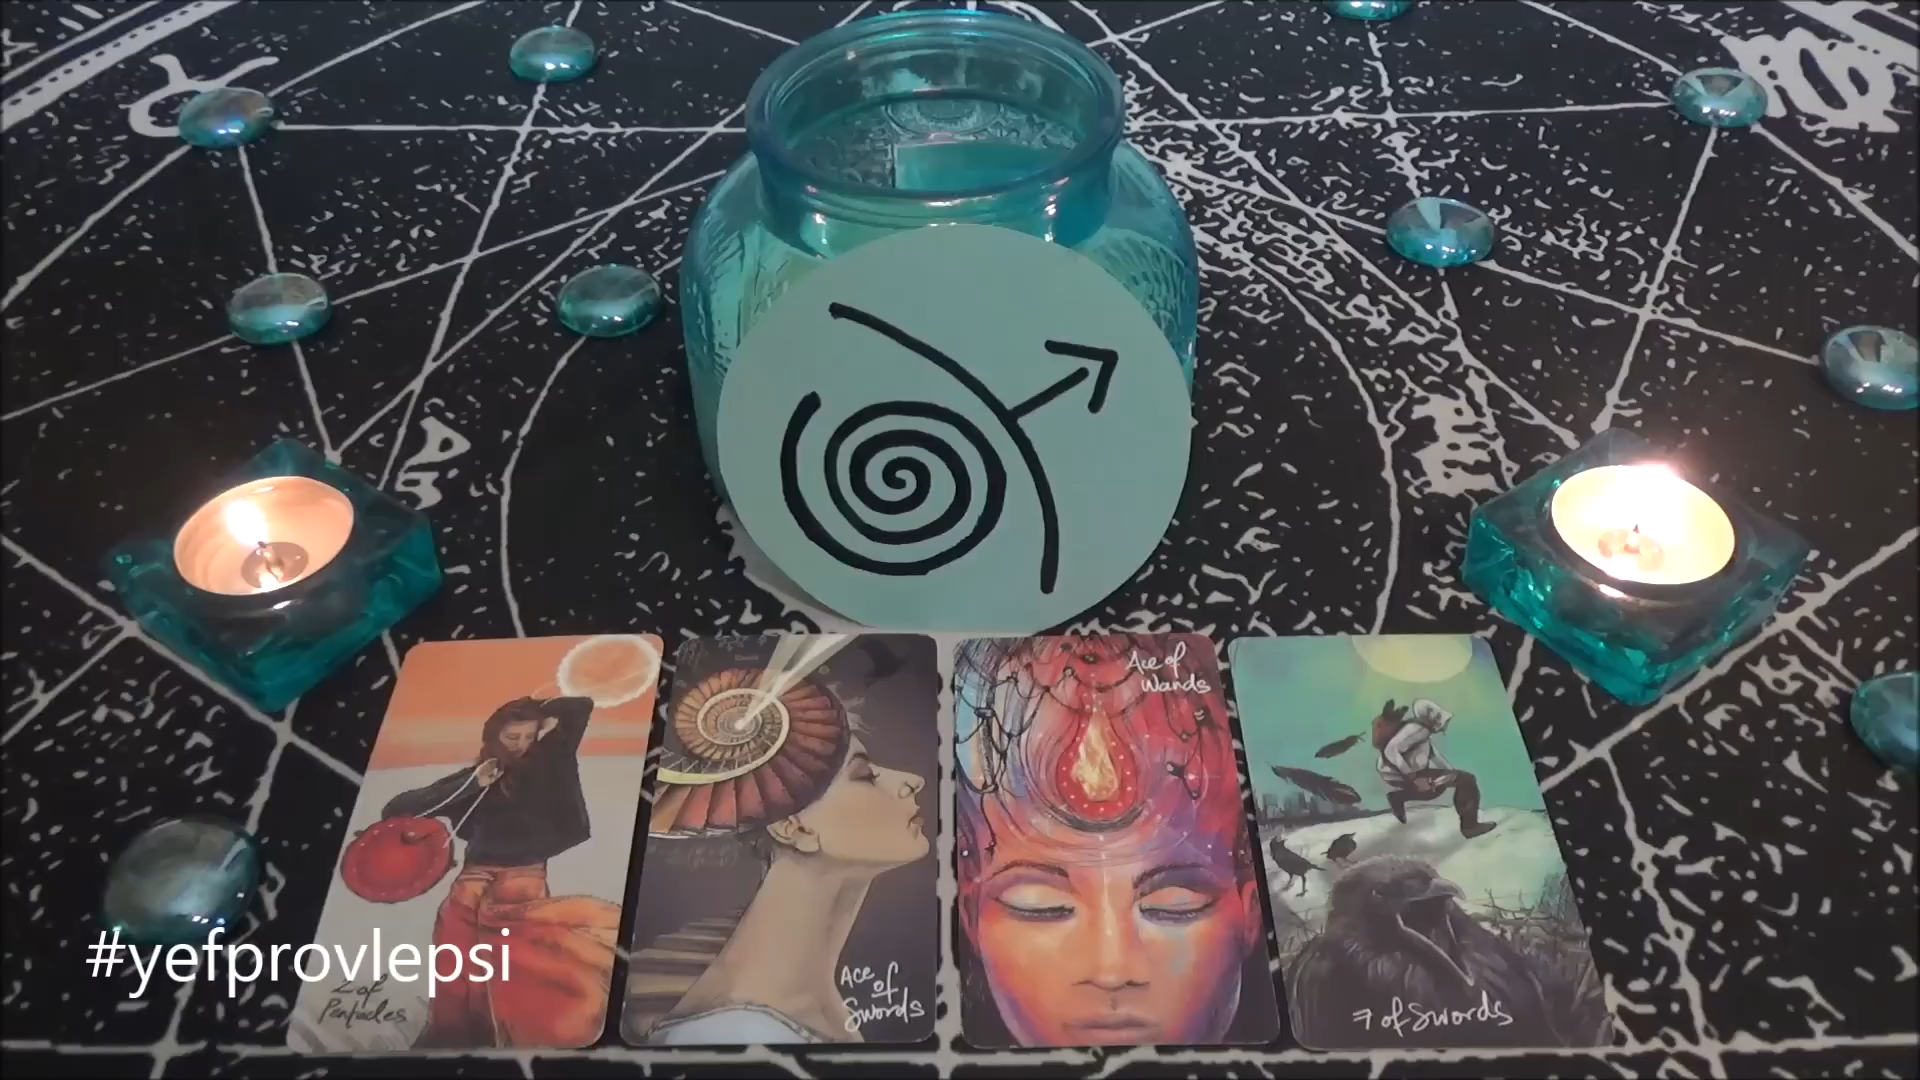 Ace of
Wands
#yefprovlepsi
2 of
Pentacles
Ace
of
Swords
7 of Swords